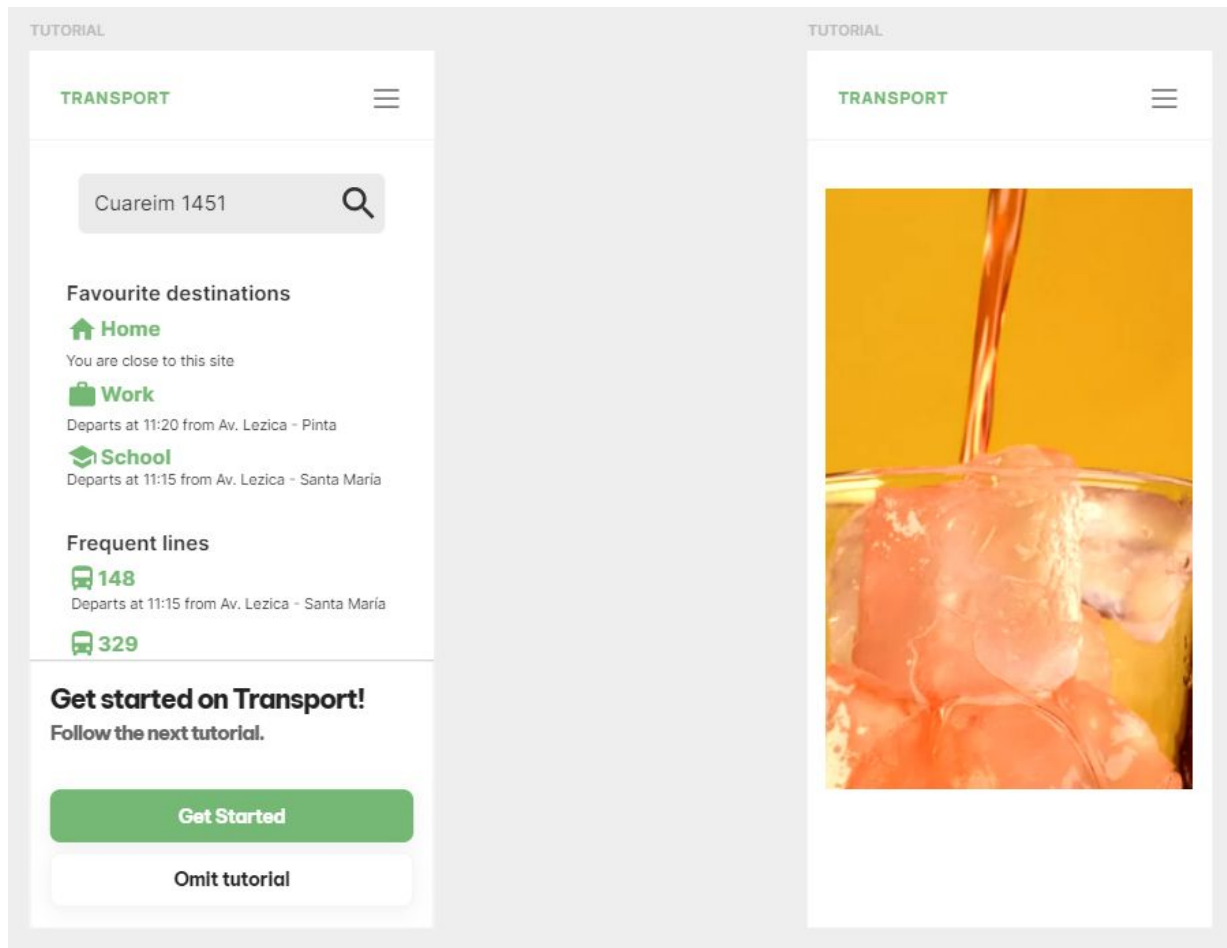 TUTORIAL
TRANSPORT
Cuareim 1451
Favourite destinations
Home
You are close to this site
Work
Departs at 11:20 from Av. Lezica - Pinta
School
Departs at 11:15 from Av. Lezica - Santa María
Frequent lines
148
Departs at 11:15 from Av. Lezica - Santa María
329
Get started on Transport!
Follow the next tutorial.
Get Started
Omit tutorial
TUTORIAL
TRANSPORT